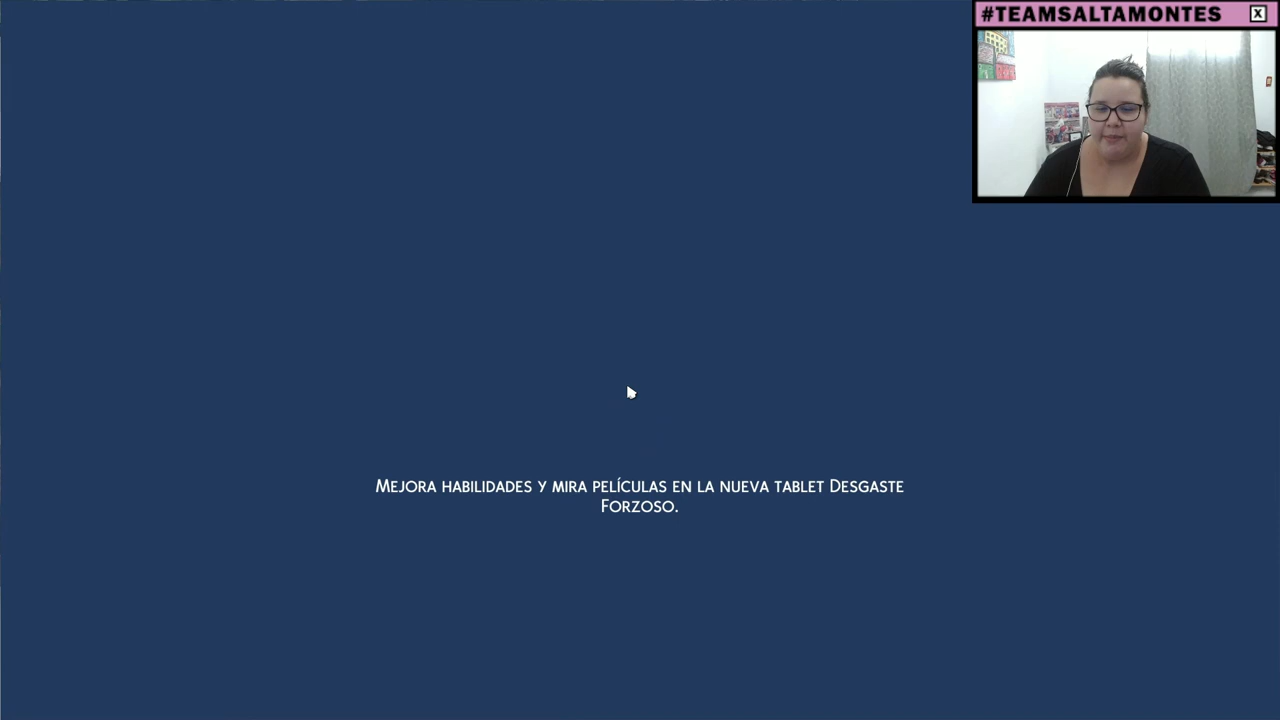 #TEAMSALTAMONTES X
Mejora habilidades y mira películas en la nueva tablet Desgaste
Forzoso.